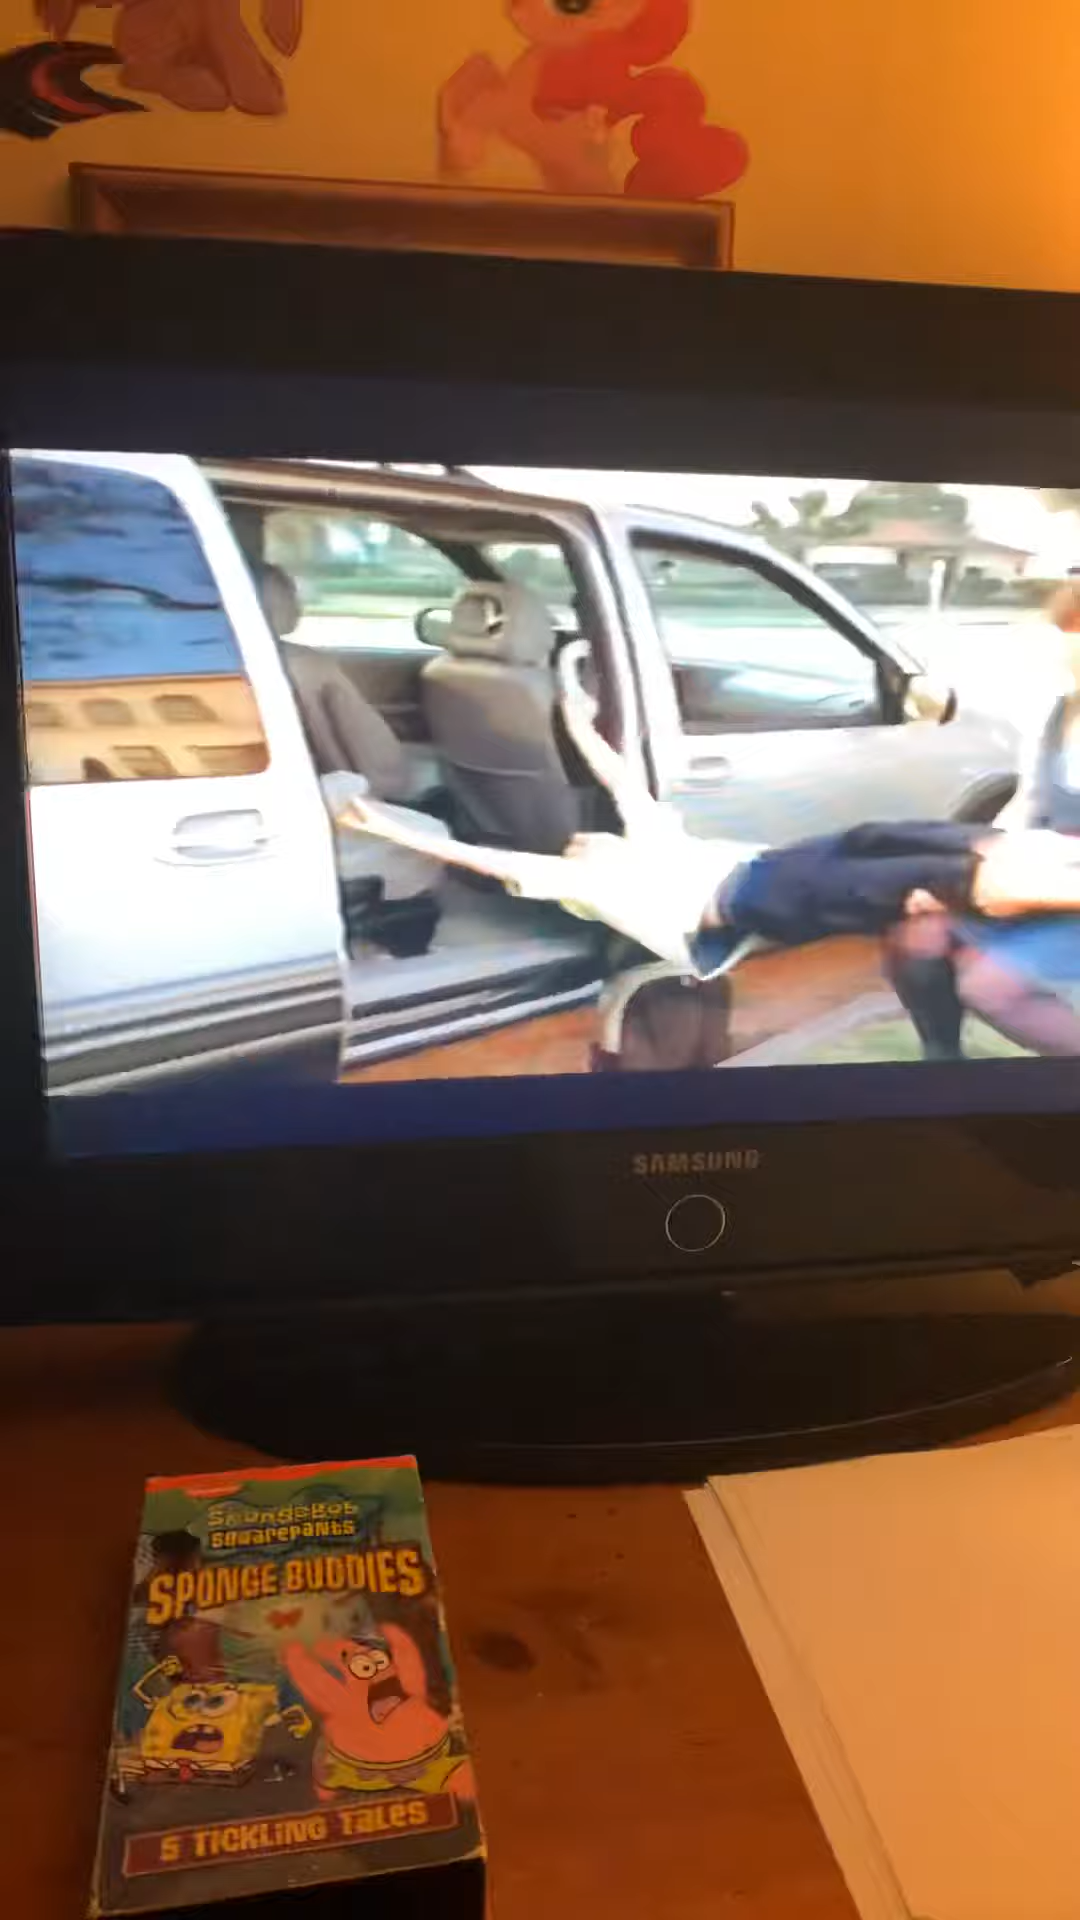 SAMSUNG
SpongeBob
SquarePants
SPONGE BUDDIES
5 TICKLING TALES